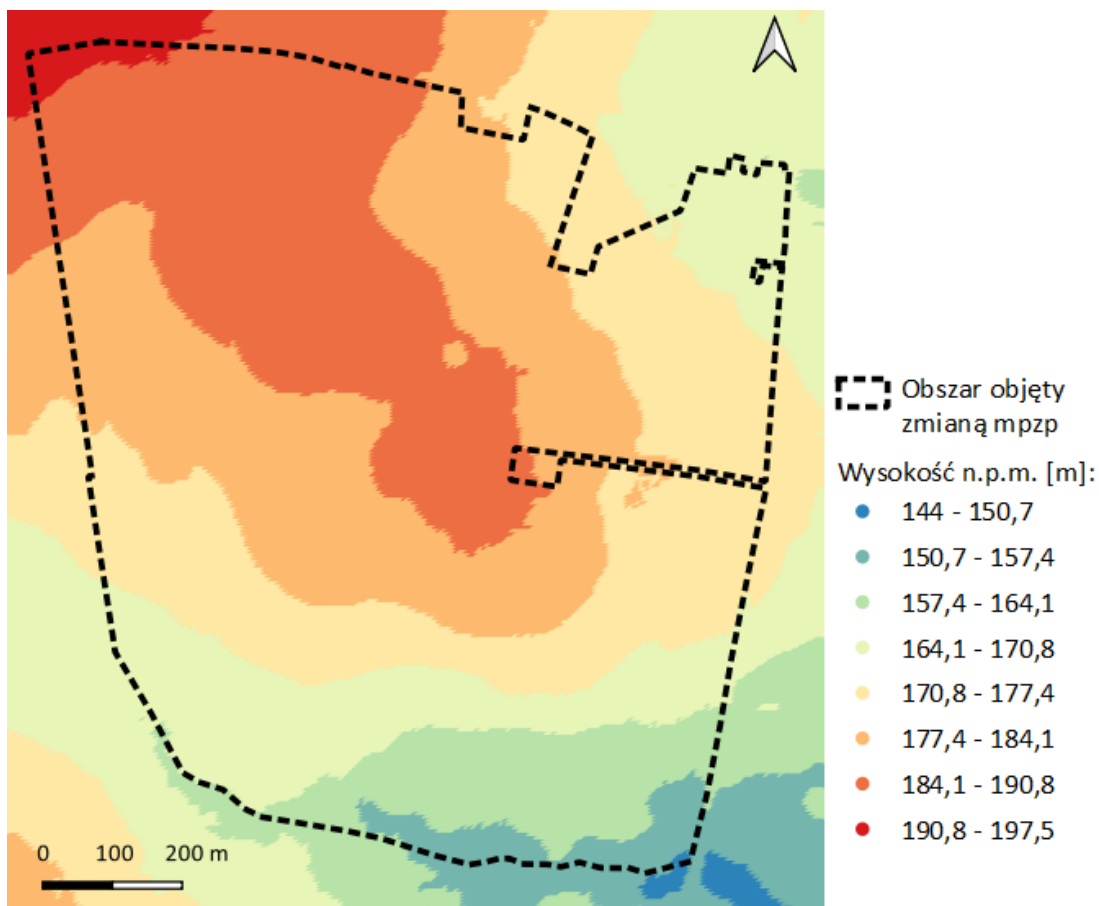 Obszar objęty
zmianą mpzp
Wysokość n.p.m. [m]:
144 - 150,7
150,7 - 157,4
157,4 - 164,1
164,1 - 170,8
170,8 - 177,4
177,4 - 184,1
184,1 - 190,8
190,8 - 197,5
0 100 200 m